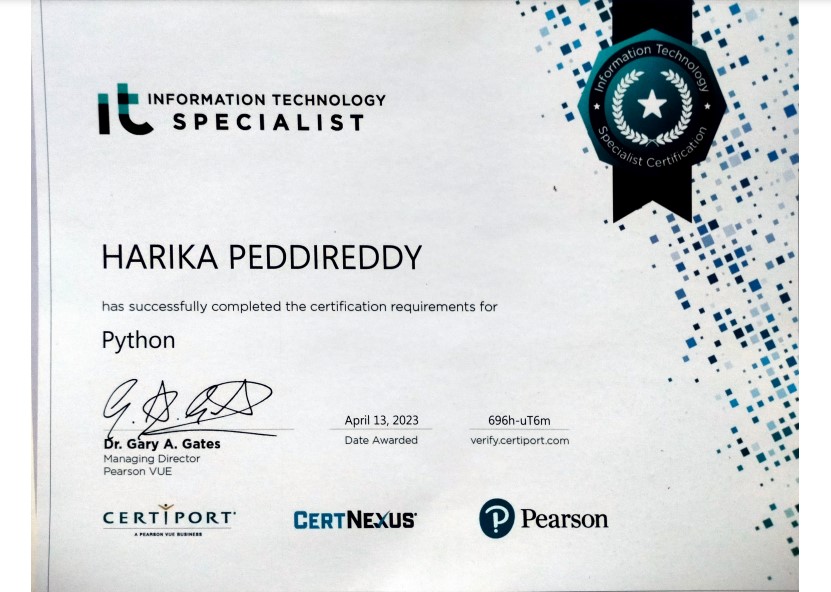 it INFORMATION TECHNOLOGY
SPECIALIST
Information Technology
Specialist Certification
HARIKA PEDDIREDDY
has successfully completed the certification requirements for
Python
Dr. Gary A. Gates
Managing Director
Pearson VUE
April 13, 2023
Date Awarded
696h-uT6m
verify.certiport.com
CERTIPORT
A PEARSON VUE BUSINESS
CERTNEXUS
P Pearson